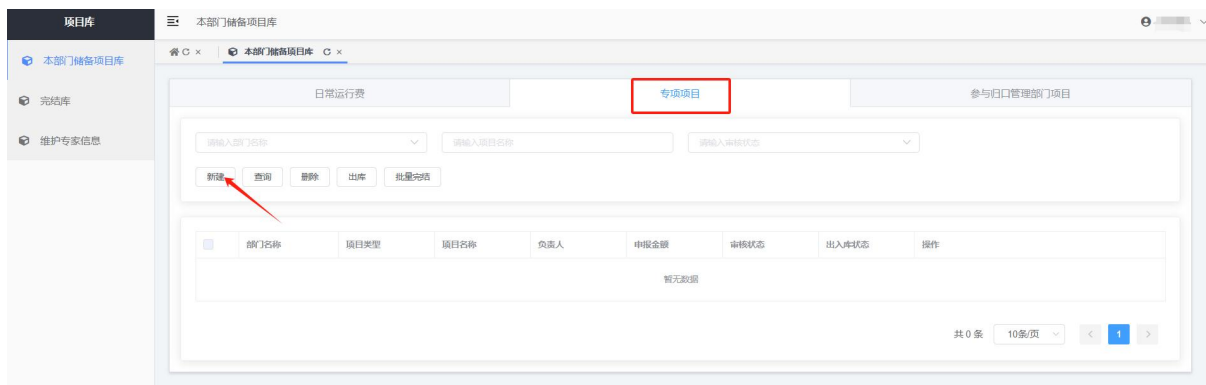 项目库
本部门储备项目库
本部门储备项目库
完结库
维护专家信息
本部门储备项目库
日常运行费
专项项目
参与归口管理部门项目
请输入部门名称
请输入项目名称
请输入审核状态
新建 查询 删除 出库 批量完结
部门名称 项目类型 项目名称 负责人 申报金额 审核状态 出入库状态 操作
暂无数据
共 0 条 10条/页 1